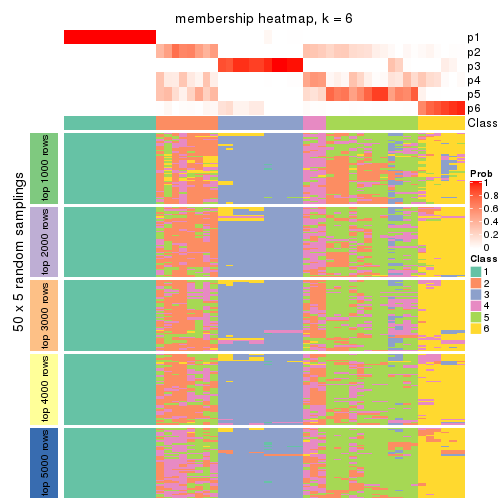 membership heatmap, k = 6
p1
p2
p3
p4
p5
p6
Class
50 x 5 random samplings
top 1000 rows
top 2000 rows
top 3000 rows
top 4000 rows
top 5000 rows
Prob
1
0.8
0.6
0.4
0.2
0
Class
1
2
3
4
5
6